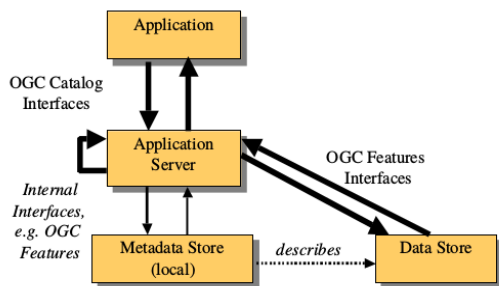 Application
OGC Catalog
Interfaces
Application
Server
OGC Features
Interfaces
Internal
Interfaces,
e.g. OGC
Features
Metadata Store
(local)
describes
Data Store